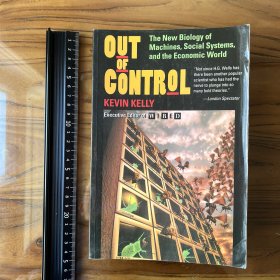 OUT
OF
CONTROL
The New Biology of
Machines, Social Systems,
and the Economic World
"Not since H.G. Wells has
there been another popular
scientist who has had the
nerve to plunge into so
many bold theories."
—London Spectator
KEVIN KELLY
Executive Editor of WIRED